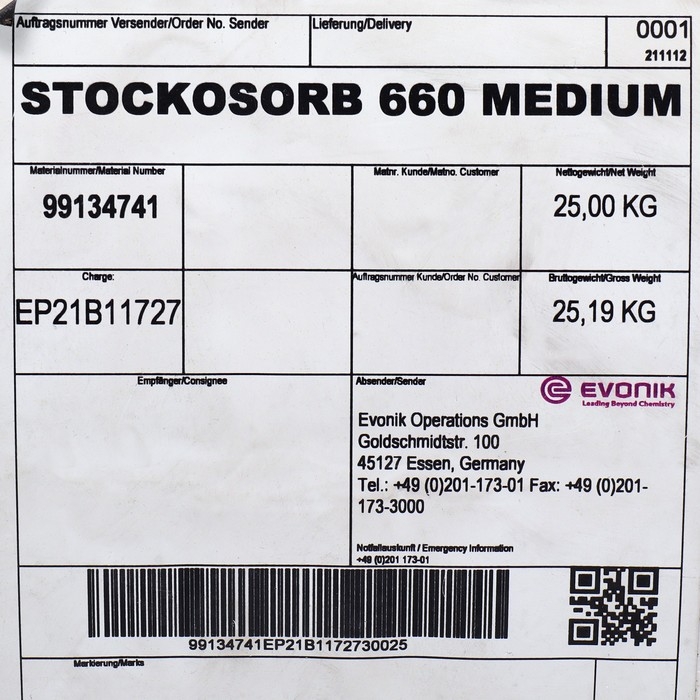 Auftragsnummer Versender/Order No. Sender
Lieferung/Delivery
0001
211112
STOCKOSORB 660 MEDIUM
Materialnummer/Material Number
Matnr. Kunde/Matno. Customer
Nettogewicht/Net Weight
99134741
25,00 KG
Charge:
Auftragsnummer Kunde/Order No. Customer
Bruttogewicht/Gross Weight
EP21B11727
25,19 KG
Empfänger/Consignee
Absender/Sender
EVONIK
Leading Beyond Chemistry
Evonik Operations GmbH
Goldschmidtstr. 100
45127 Essen, Germany
Tel.: +49 (0)201-173-01 Fax: +49 (0)201-
173-3000
Notfallauskunft / Emergency Information
+49 (0)201 173-01
99134741EP21B1172730025
Markierung/Marks